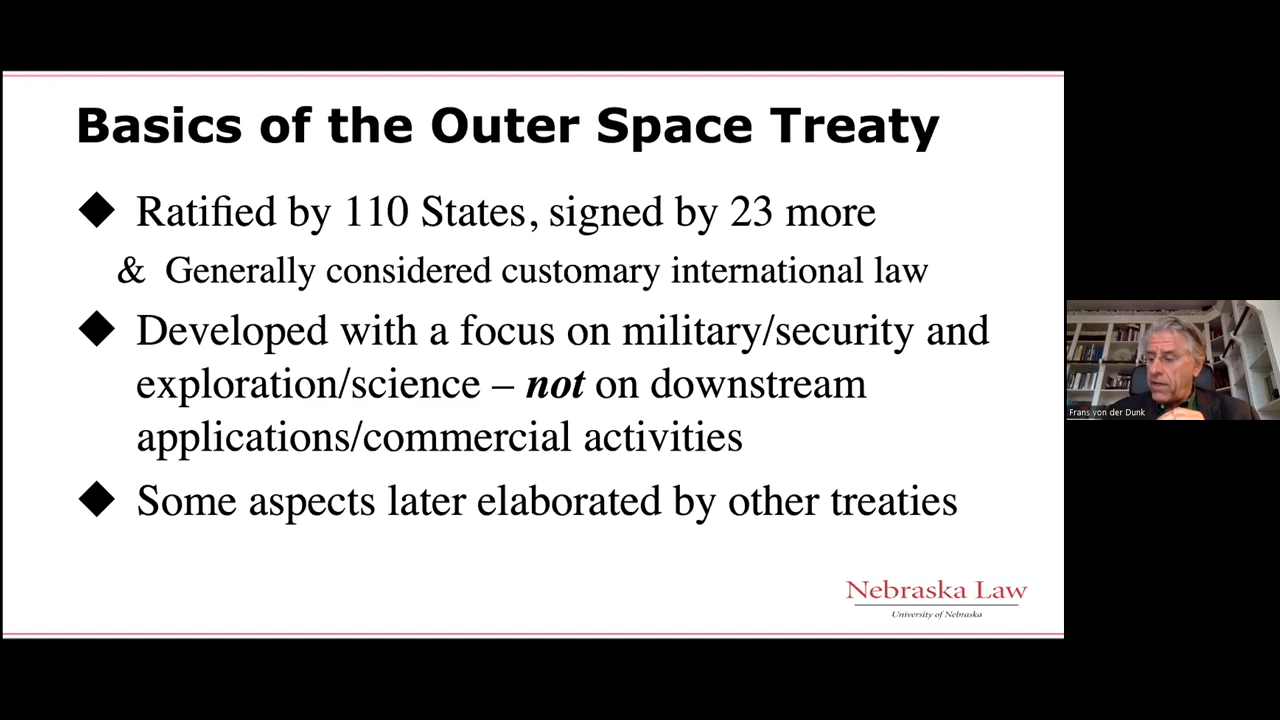 Basics of the Outer Space Treaty
◆ Ratified by 110 States, signed by 23 more
& Generally considered customary international law
◆ Developed with a focus on military/security and
exploration/science – not on downstream
applications/commercial activities
◆ Some aspects later elaborated by other treaties
Nebraska Law
University of Nebraska
Frans von der Dunk